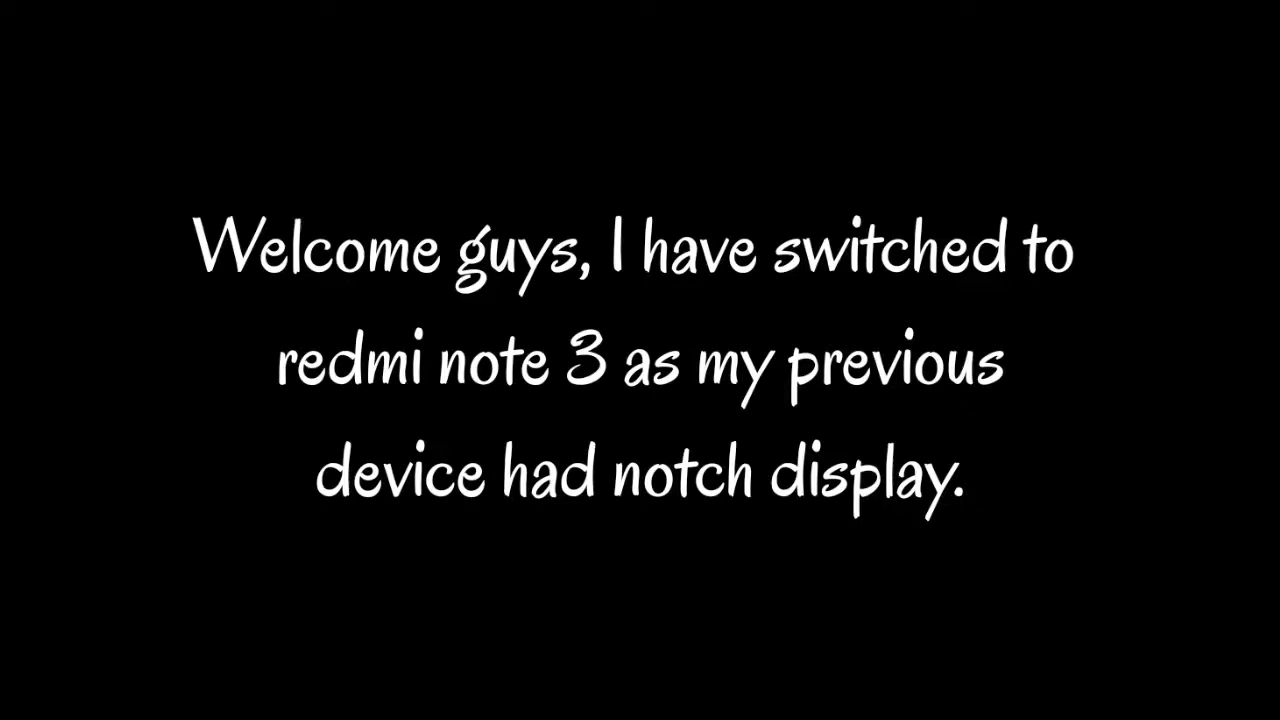 Welcome guys, I have switched to
redmi note 3 as my previous
device had notch display.